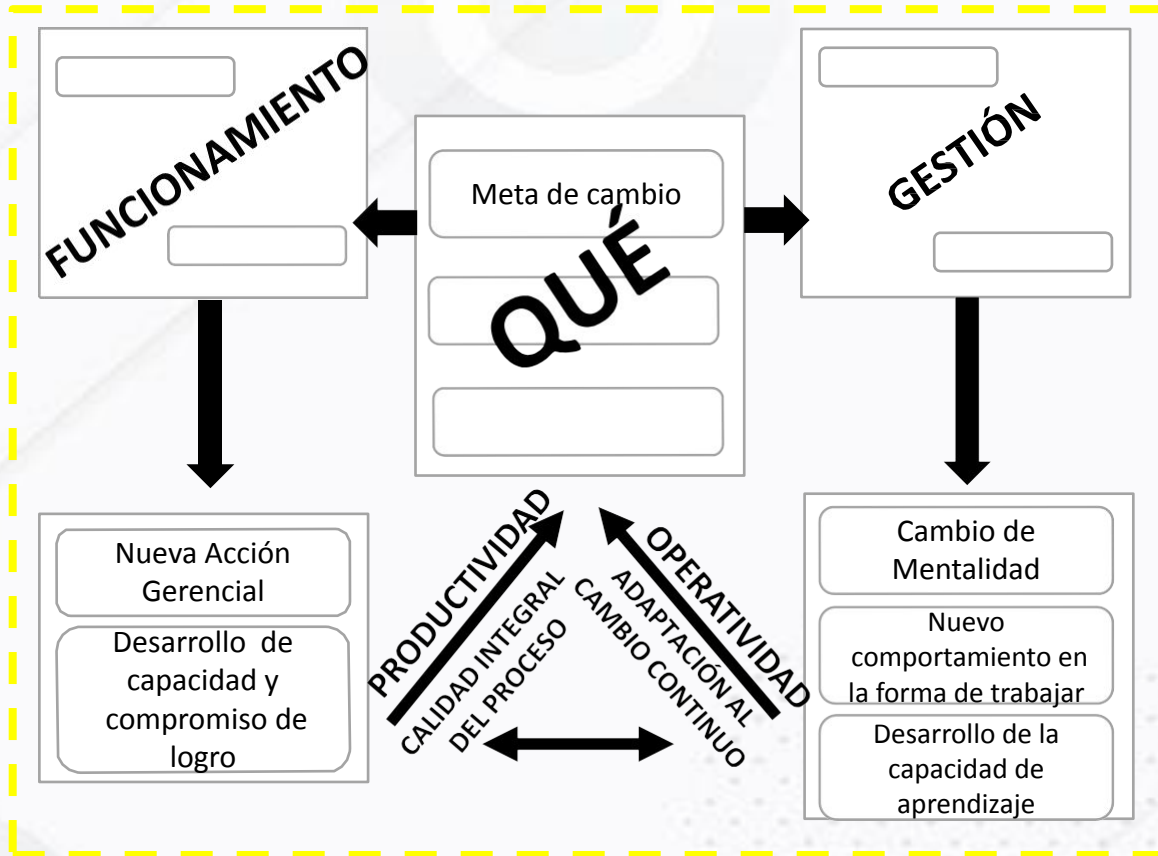 FUNCIONAMIENTO
Meta de cambio
QUÉ
GESTIÓN
Nueva Acción
Gerencial
Desarrollo de
capacidad y
compromiso de
logro
PRODUCTIVIDAD
CALIDAD INTEGRAL
DEL PROCESO
OPERATIVIDAD
ADAPTACIÓN AL
CAMBIO CONTINUO
Cambio de
Mentalidad
Nuevo
comportamiento en
la forma de trabajar
Desarrollo de la
capacidad de
aprendizaje